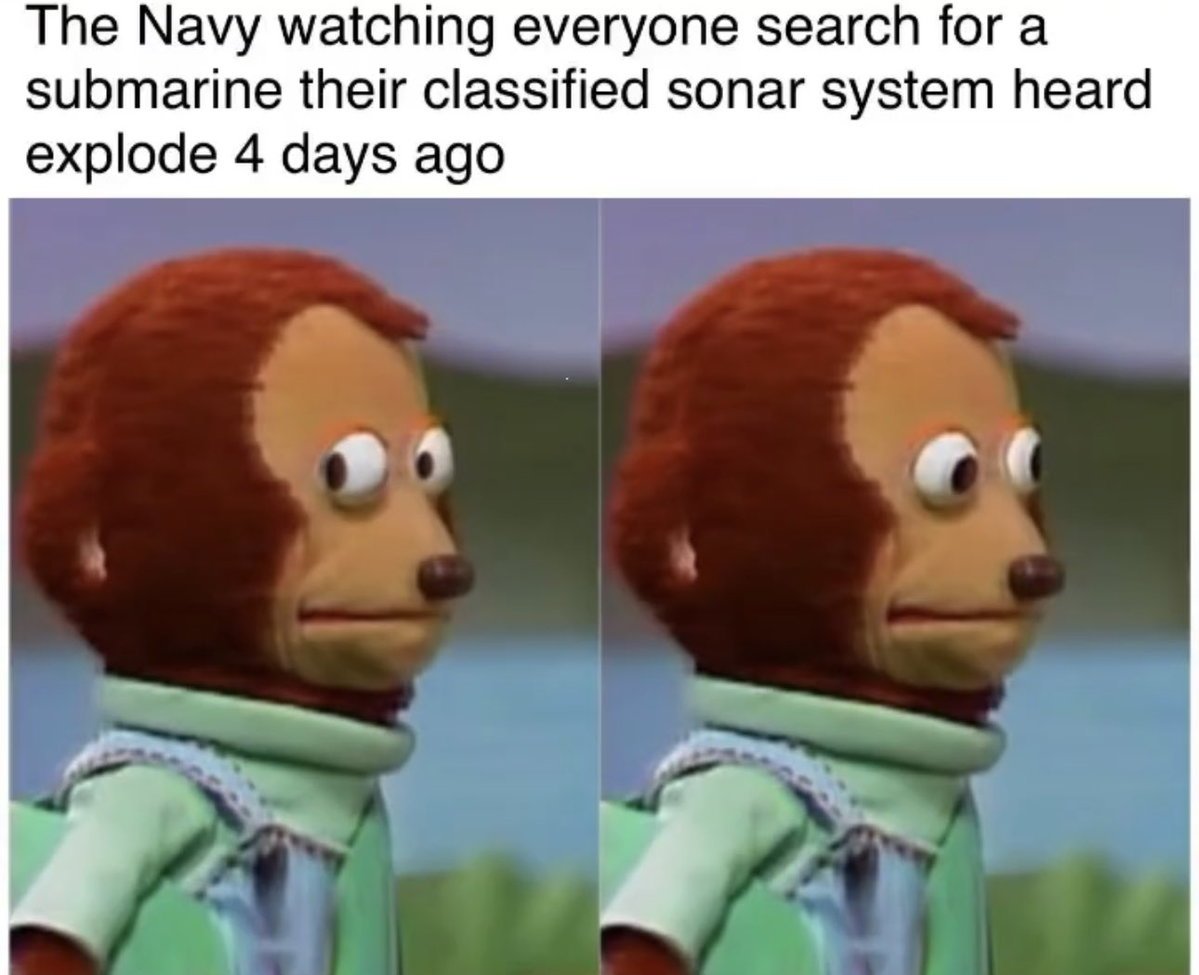 The Navy watching everyone search for a
submarine their classified sonar system heard
explode 4 days ago